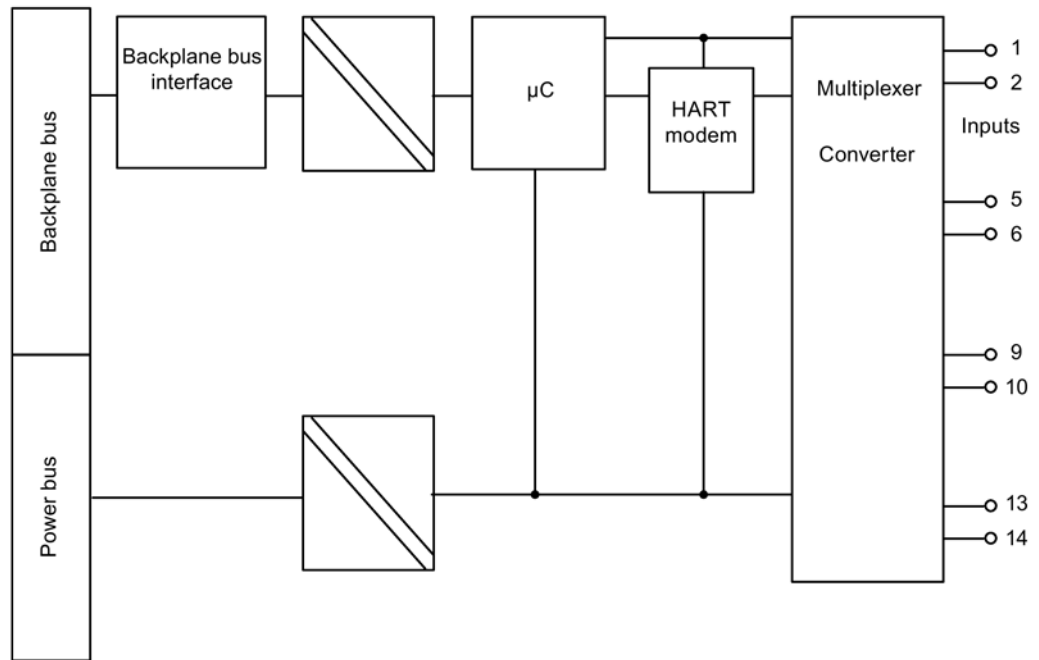 Backplane bus
Power bus
Backplane bus
interface
µC
HART
modem
Multiplexer
Converter
1
2
Inputs
5
6
9
10
13
14